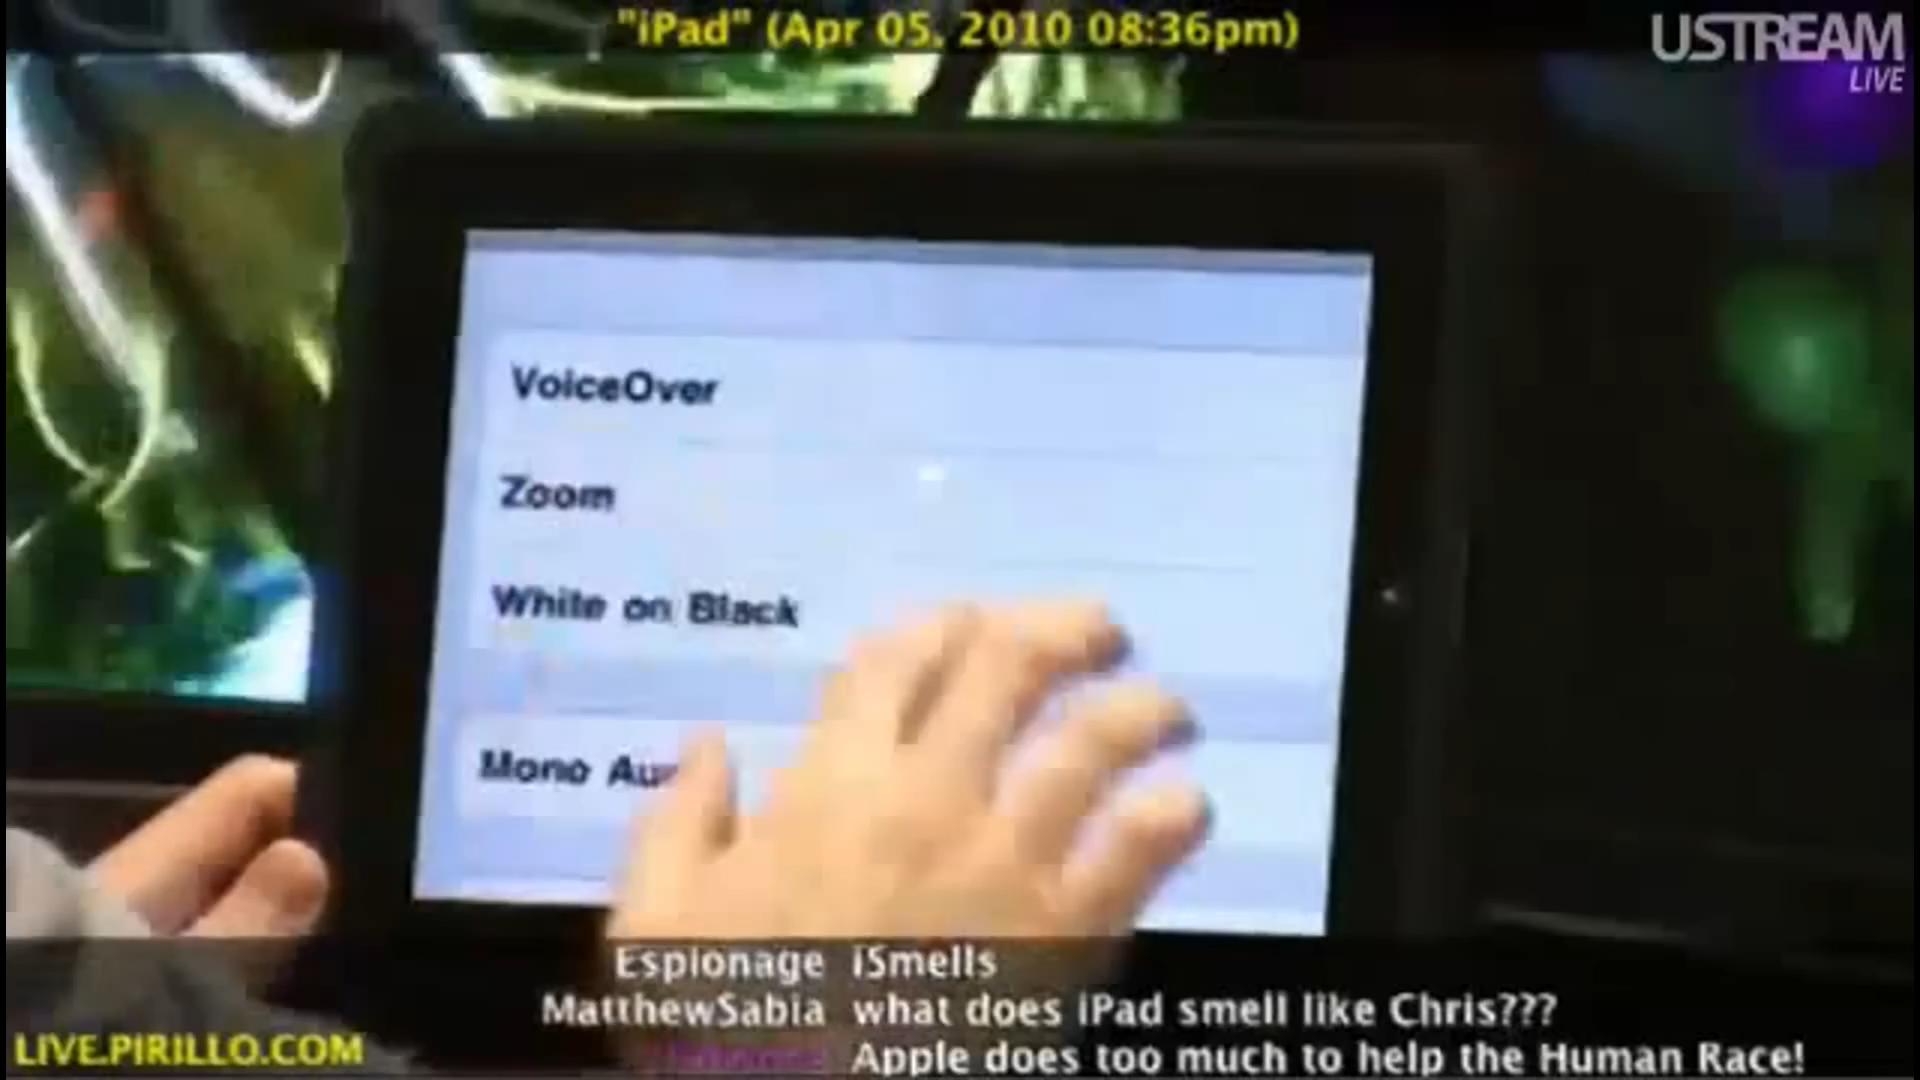 "iPad" (Apr 05, 2010 08:36pm)
USTREAM
LIVE
VoiceOver
Zoom
White on Black
Mono
Espionage iSmells
MatthewSabia what does iPad smell like Chris???
Apple does too much to help the Human Race!
LIVE.PIRILLO.COM